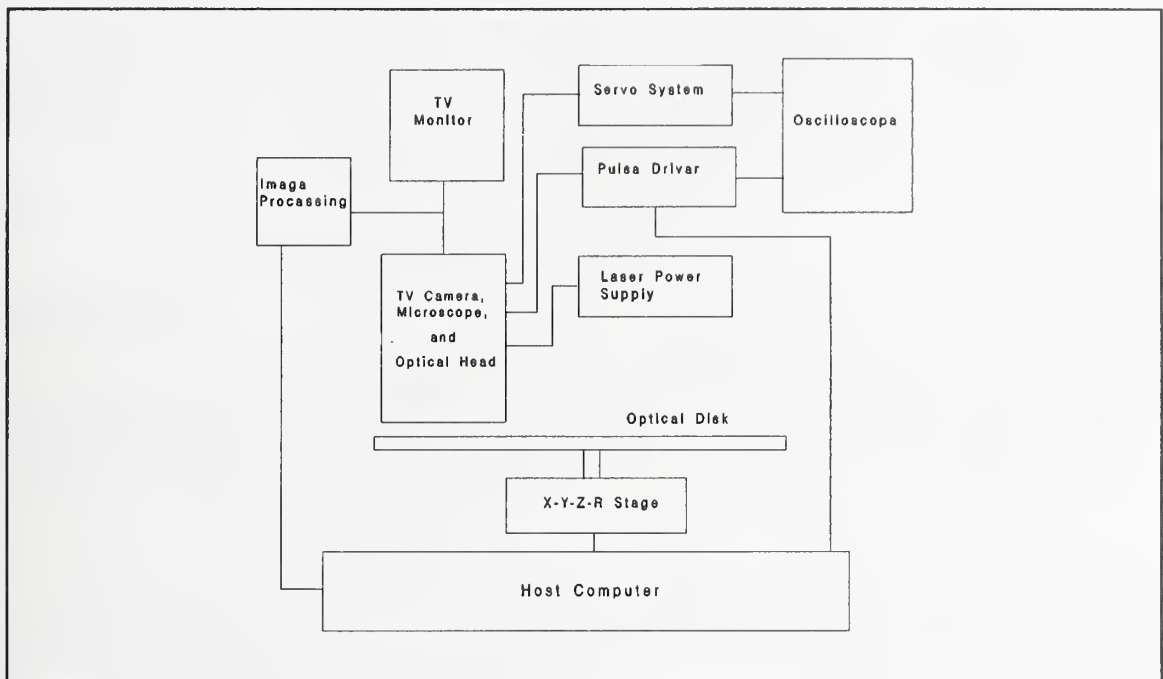 TV
Monitor
Servo System
Oscilloscopa
Pulsa Drivar
Imaga
Procassing
TV Camera,
Microscope,
and
Optical Head
Laser Power
Supply
Optical Disk
X-Y-Z-R Stage
Host Computer